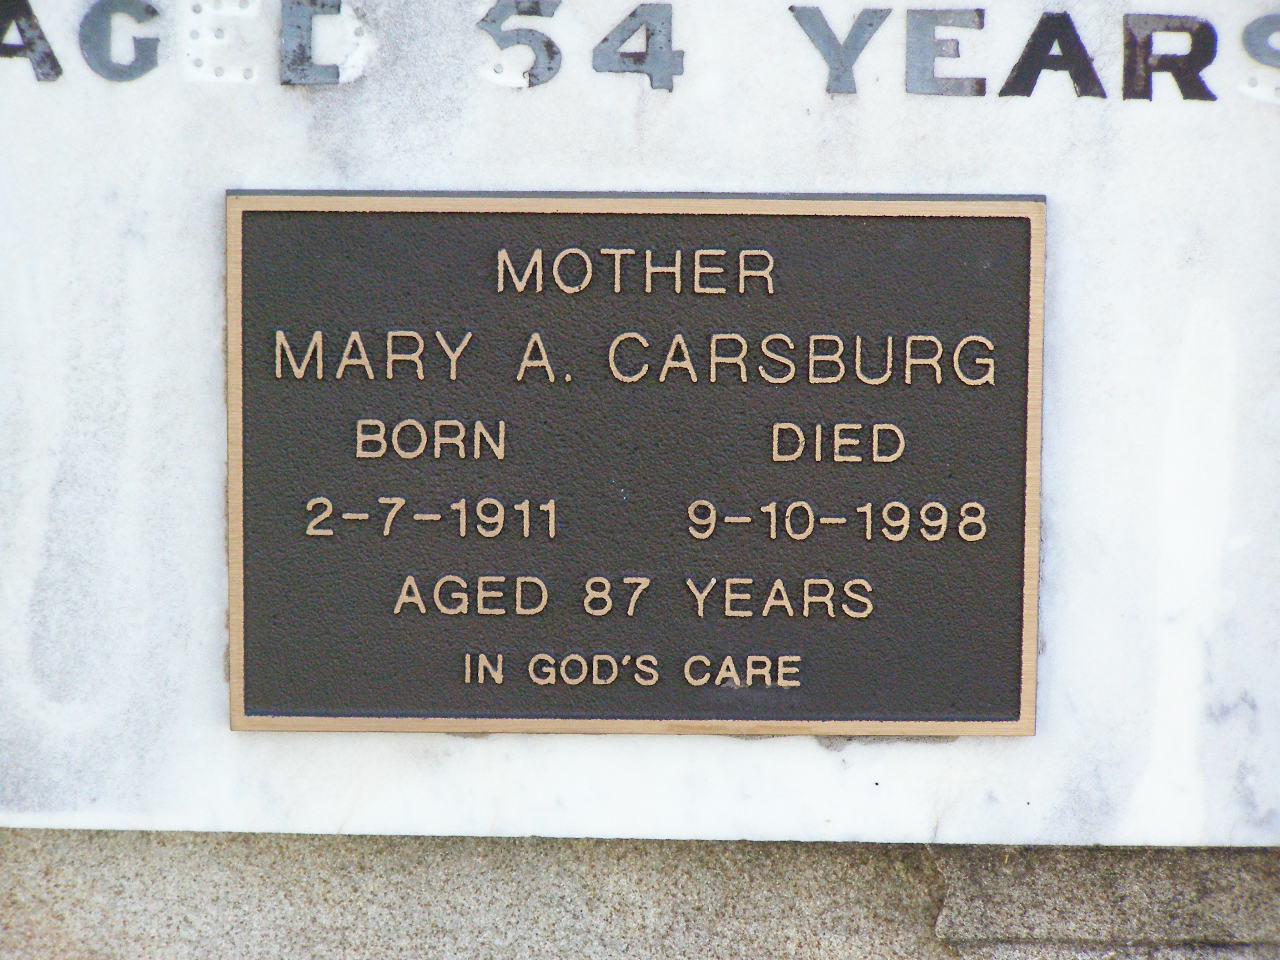 AGED 54 YEARS
MOTHER
MARY A. CARSBURG
BORN DIED
2-7-1911 9-10-1998
AGED 87 YEARS
IN GOD'S CARE